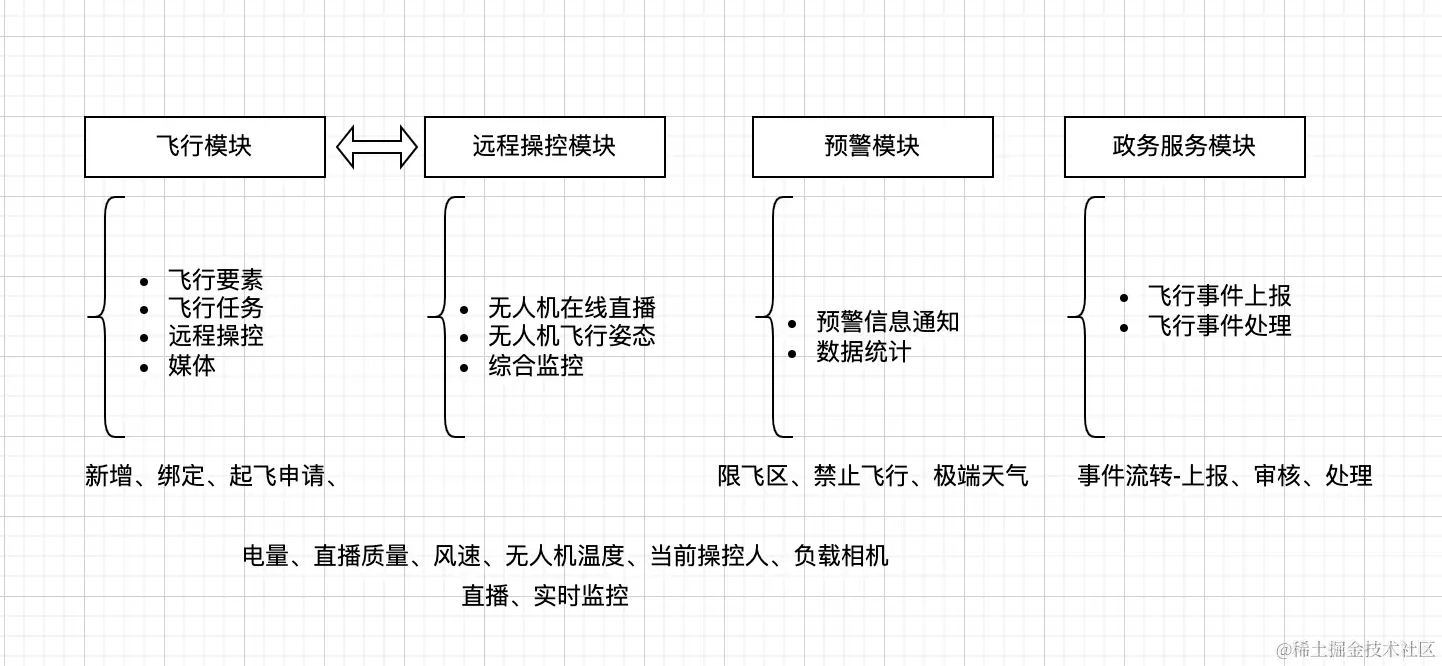 飞行模块
远程操控模块
预警模块
政务服务模块
飞行要素
飞行任务
远程操控
媒体
无人机在线直播
无人机飞行姿态
综合监控
预警信息通知
数据统计
飞行事件上报
飞行事件处理
新增、绑定、起飞申请、
限飞区、禁止飞行、极端天气
事件流转-上报、审核、处理
电量、直播质量、风速、无人机温度、当前操控人、负载相机
直播、实时监控
@稀土掘金技术社区